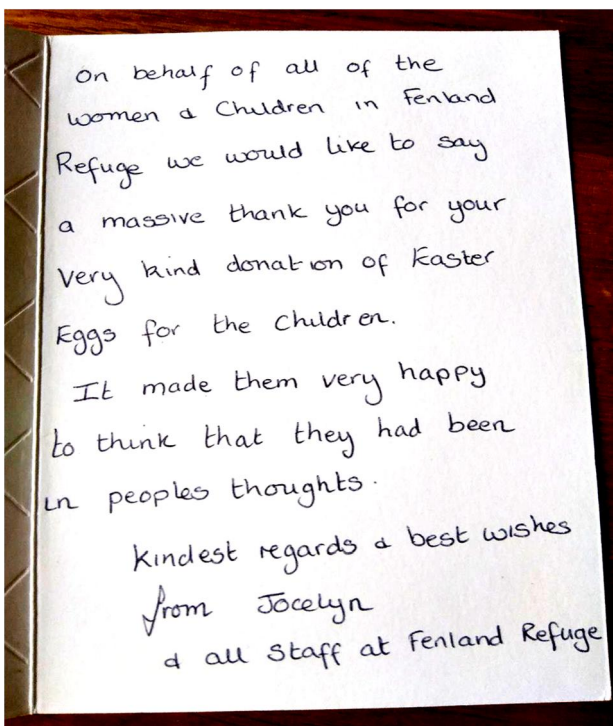 On behalf of all of the
women & Children in Fenland
Refuge we would like to say
a massive thank you for your
very kind donation of Easter
Eggs for the children.
It made them very happy
to think that they had been
in peoples thoughts.
Kindest regards & best wishes
from Jocelyn
& all Staff at Fenland Refuge